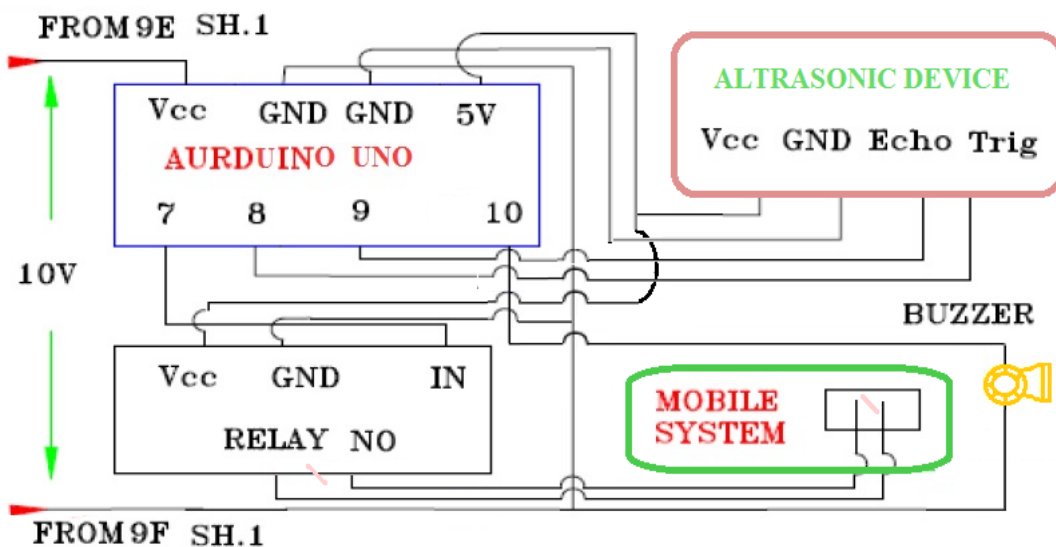 FROM 9E SH.1
Vcc GND GND 5V
AURDUINO UNO
7 8 9 10
ALTRASONIC DEVICE
Vcc GND Echo Trig
10V
BUZZER
Vcc GND IN
RELAY NO
MOBILE
SYSTEM
FROM 9F SH.1